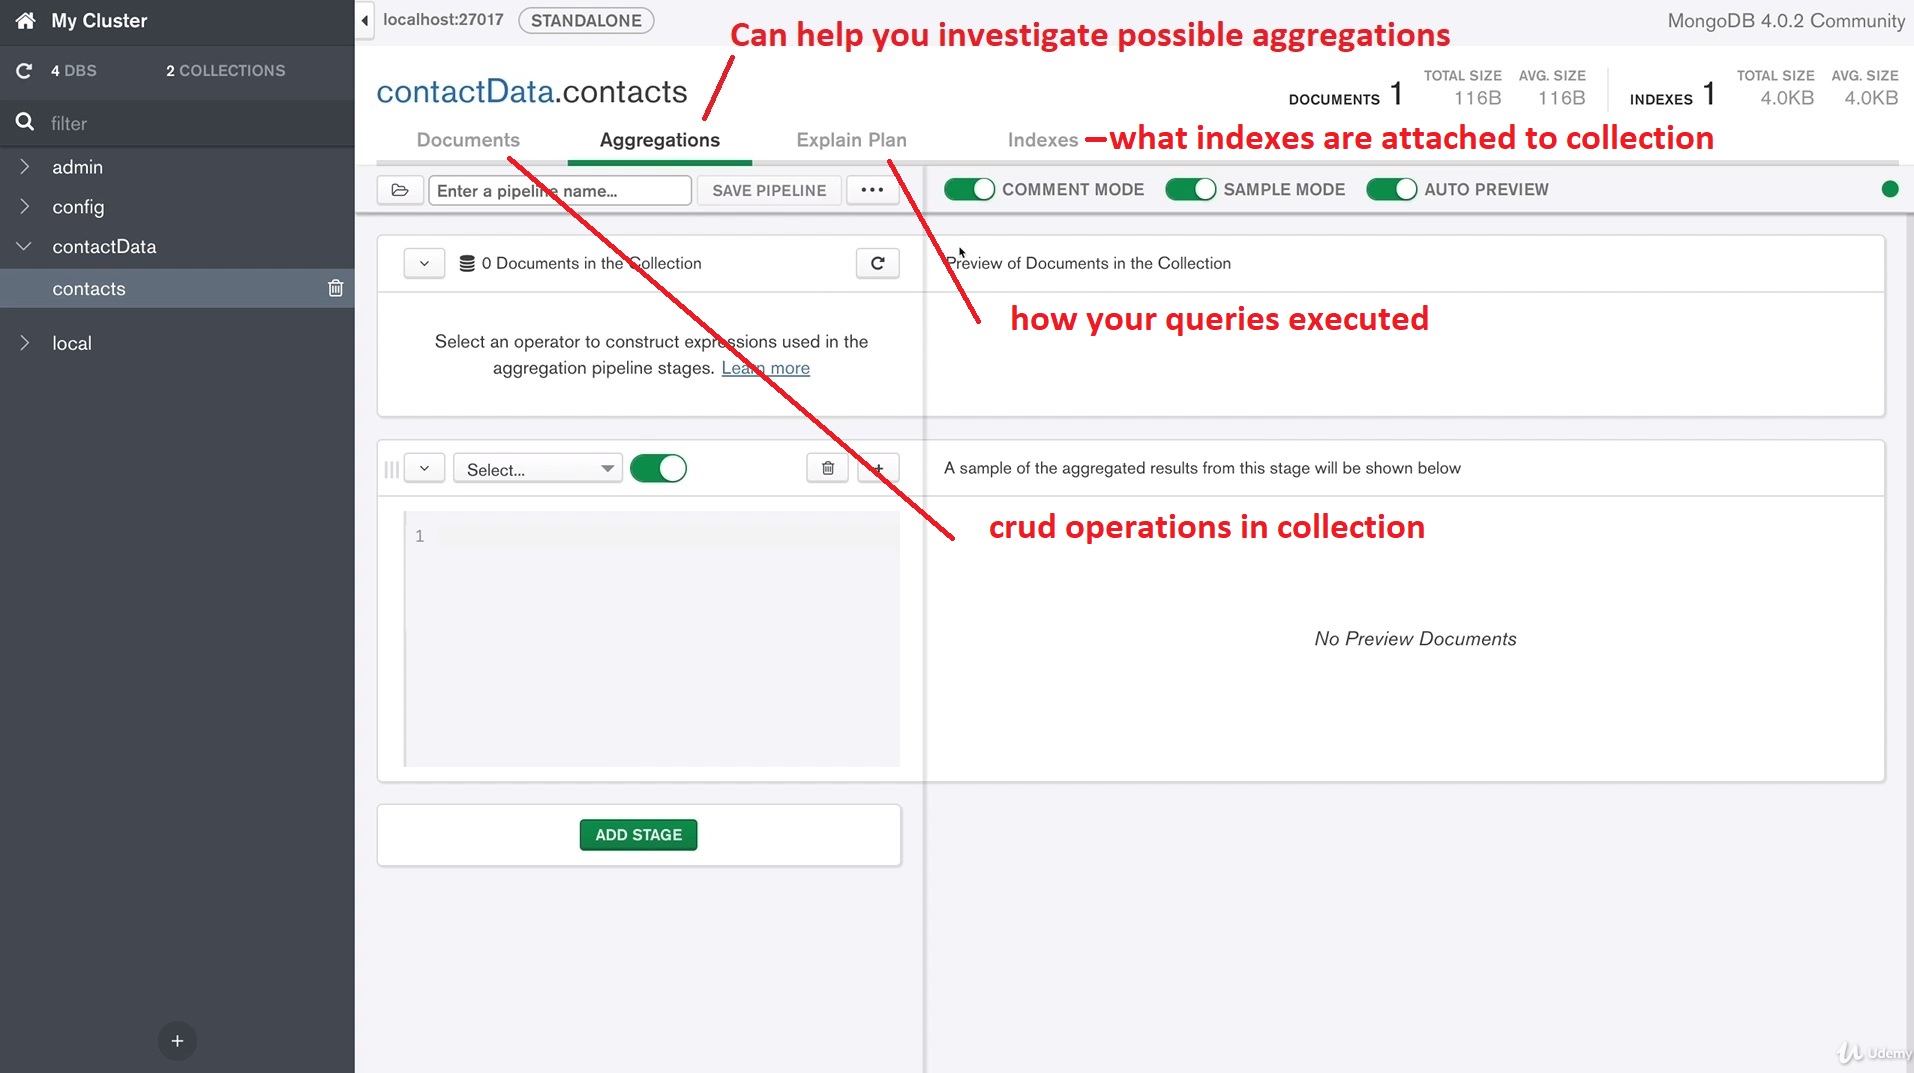 My Cluster
localhost:27017
STANDALONE
MongoDB 4.0.2 Community
Can help you investigate possible aggregations
4 DBS
2 COLLECTIONS
contactData.contacts
DOCUMENTS 1
TOTAL SIZE
116B
AVG. SIZE
116B
INDEXES 1
TOTAL SIZE
4.0KB
AVG. SIZE
4.0KB
filter
Documents
Aggregations
Explain Plan
Indexes
what indexes are attached to collection
admin
config
contactData
contacts
local
Enter a pipeline name...
SAVE PIPELINE
COMMENT MODE
SAMPLE MODE
AUTO PREVIEW
0 Documents in the Collection
Preview of Documents in the Collection
how your queries executed
Select an operator to construct expressions used in the
aggregation pipeline stages. Learn more
Select...
A sample of the aggregated results from this stage will be shown below
1
crud operations in collection
No Preview Documents
ADD STAGE
Udemy